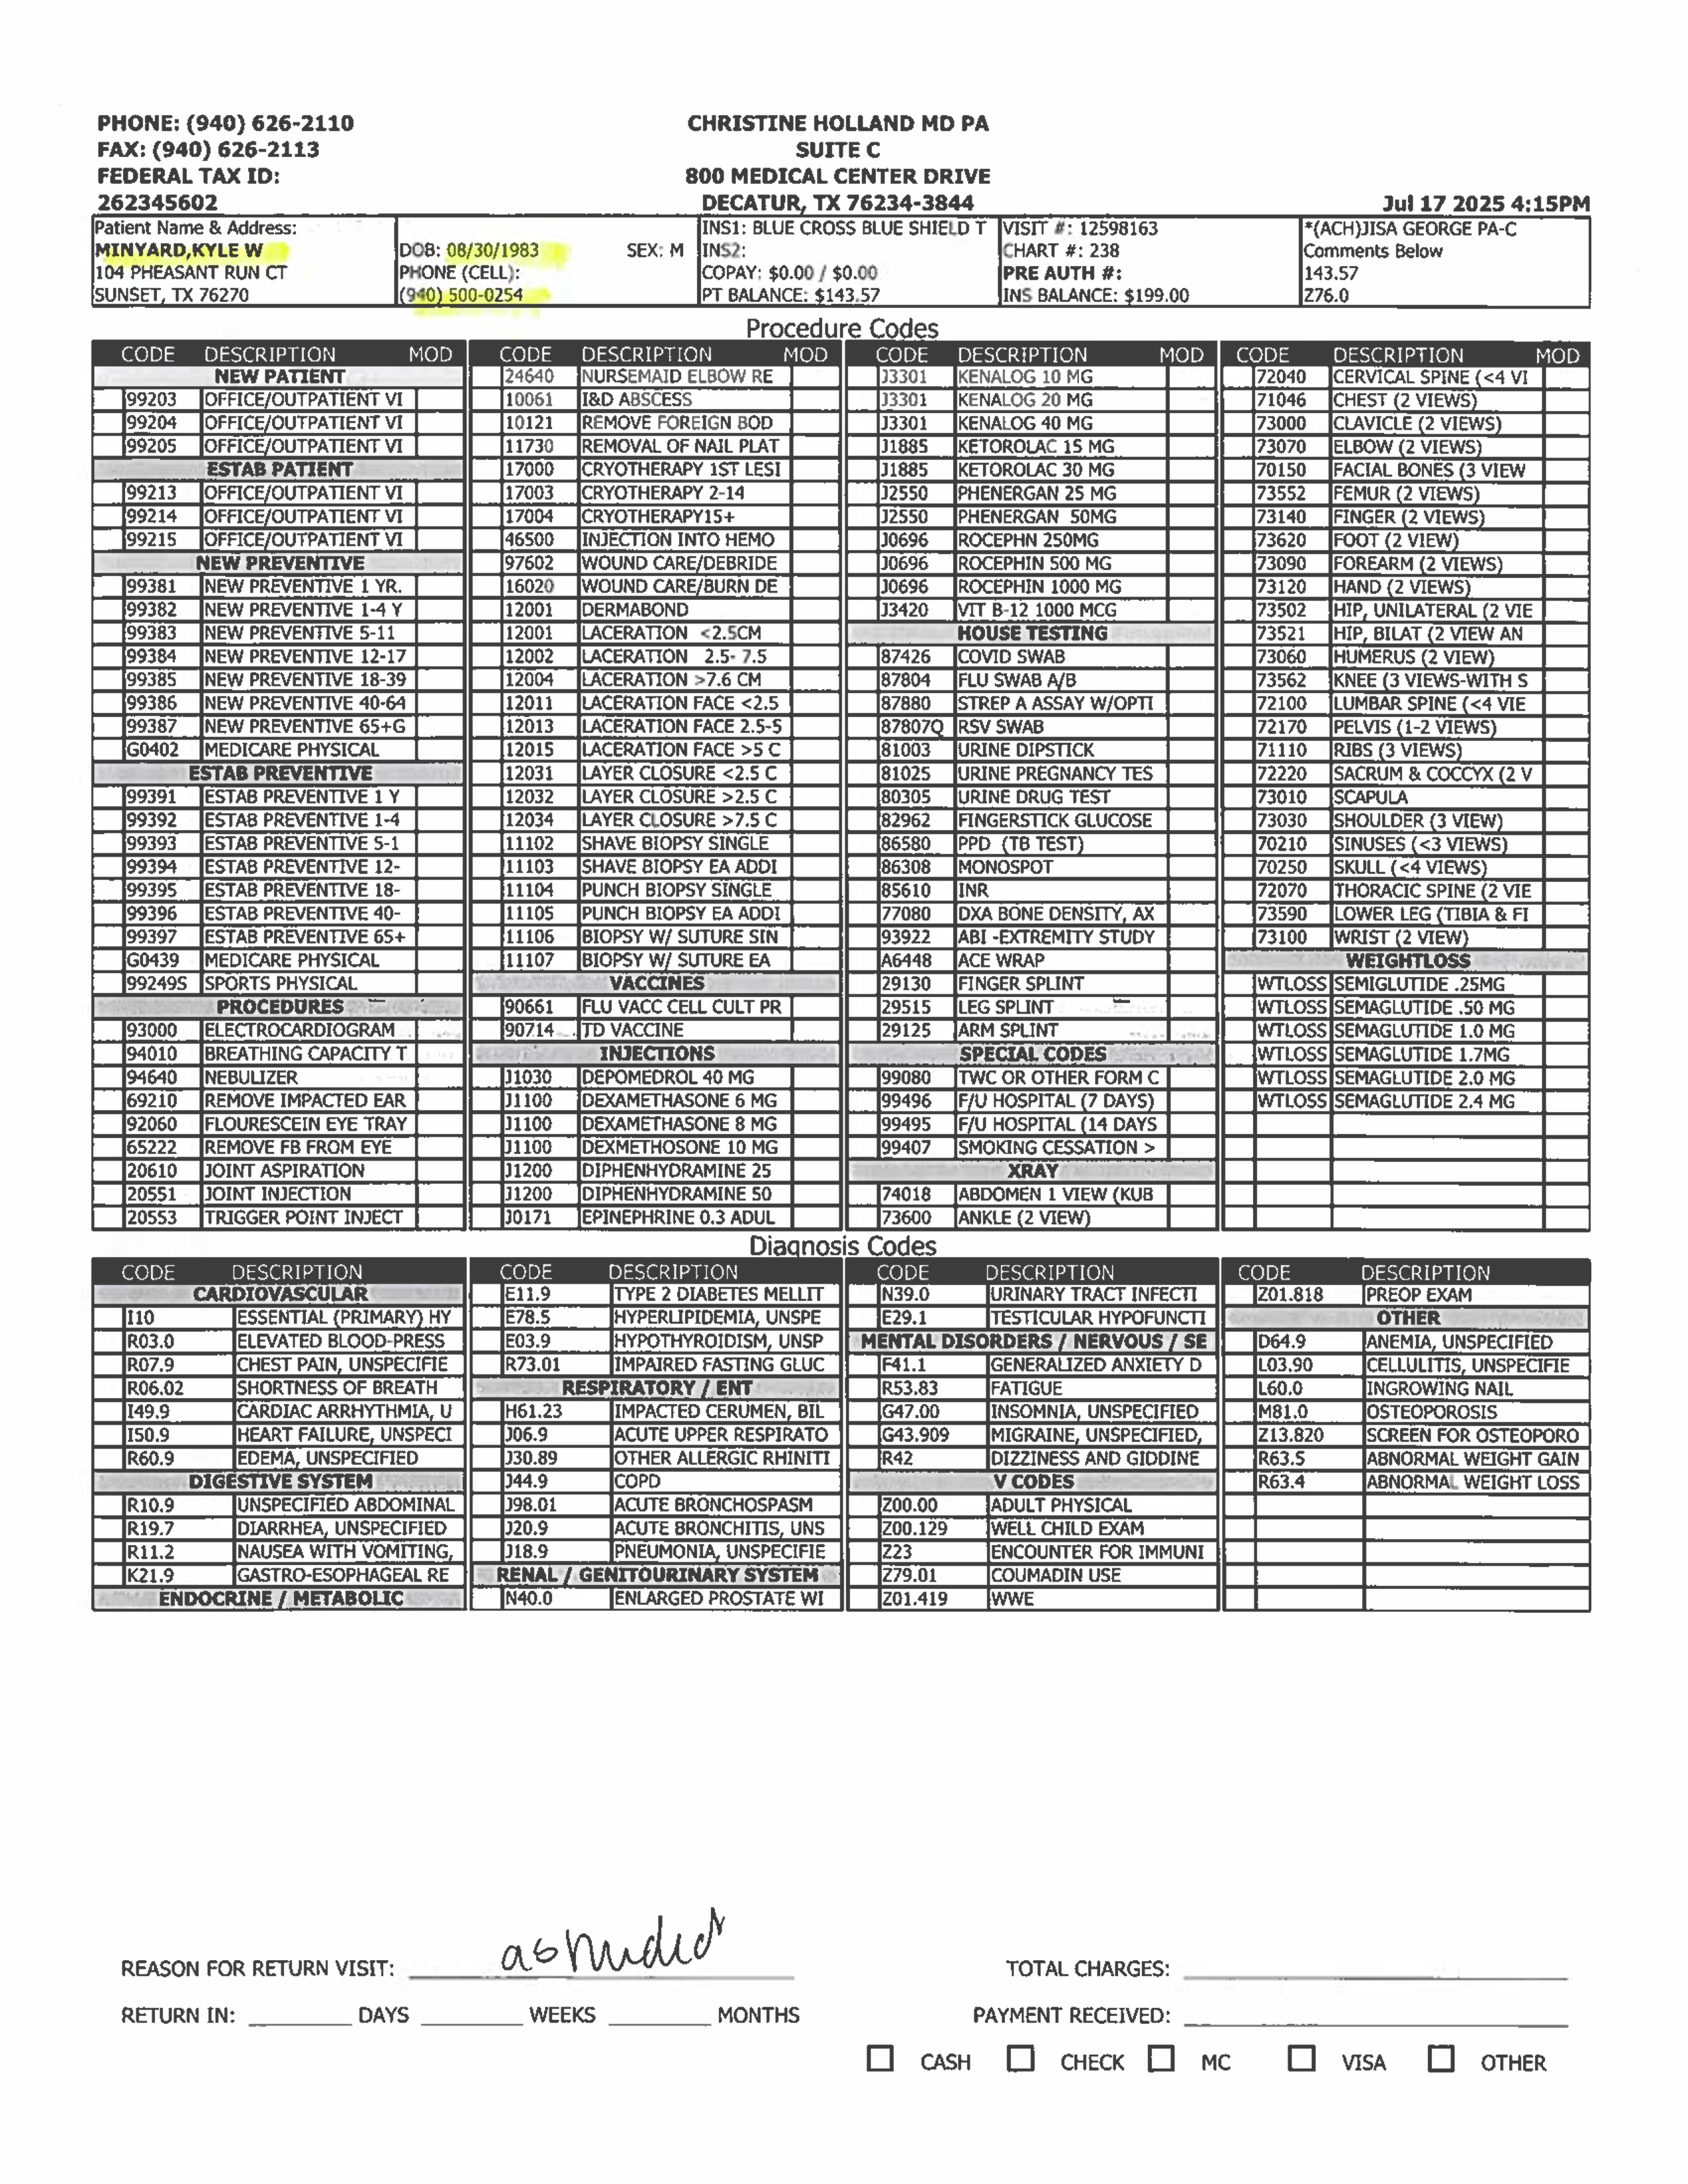 PHONE: (940) 626-2110
FAX: (940) 626-2113
FEDERAL TAX ID:
262345602
CHRISTINE HOLLAND MD PA
SUITE C
800 MEDICAL CENTER DRIVE
DECATUR, TX 76234-3844
Jul 17 2025 4:15PM
Patient Name & Address:
MINYARD,KYLE W
104 PHEASANT RUN CT
SUNSET, TX 76270
DOB: 08/30/1983 SEX: M
PHONE (CELL):
(940) 500-0254
INS1: BLUE CROSS BLUE SHIELD T
INS2:
COPAY: $0.00 / $0.00
PT BALANCE: $143.57
VISIT #: 12598163
CHART #: 238
PRE AUTH #:
INS BALANCE: $199.00
*(ACH)JISA GEORGE PA-C
Comments Below
143.57
Z76.0
Procedure Codes
CODE DESCRIPTION MOD
NEW PATIENT
99203 OFFICE/OUTPATIENT VI
99204 OFFICE/OUTPATIENT VI
99205 OFFICE/OUTPATIENT VI
ESTAB PATIENT
99213 OFFICE/OUTPATIENT VI
99214 OFFICE/OUTPATIENT VI
99215 OFFICE/OUTPATIENT VI
NEW PREVENTIVE
99381 NEW PREVENTIVE 1 YR.
99382 NEW PREVENTIVE 1-4 Y
99383 NEW PREVENTIVE 5-11
99384 NEW PREVENTIVE 12-17
99385 NEW PREVENTIVE 18-39
99386 NEW PREVENTIVE 40-64
99387 NEW PREVENTIVE 65+G
G0402 MEDICARE PHYSICAL
ESTAB PREVENTIVE
99391 ESTAB PREVENTIVE 1 Y
99392 ESTAB PREVENTIVE 1-4
99393 ESTAB PREVENTIVE 5-1
99394 ESTAB PREVENTIVE 12-
99395 ESTAB PREVENTIVE 18-
99396 ESTAB PREVENTIVE 40-
99397 ESTAB PREVENTIVE 65+
G0439 MEDICARE PHYSICAL
99249S SPORTS PHYSICAL
PROCEDURES
93000 ELECTROCARDIOGRAM
94010 BREATHING CAPACITY T
94640 NEBULIZER
69210 REMOVE IMPACTED EAR
92060 FLOURESCEIN EYE TRAY
65222 REMOVE FB FROM EYE
20610 JOINT ASPIRATION
20551 JOINT INJECTION
20553 TRIGGER POINT INJECT
CODE DESCRIPTION MOD
24640 NURSEMAID ELBOW RE
10061 I&D ABSCESS
10121 REMOVE FOREIGN BOD
11730 REMOVAL OF NAIL PLAT
17000 CRYOTHERAPY 1ST LESI
17003 CRYOTHERAPY 2-14
17004 CRYOTHERAPY15+
46500 INJECTION INTO HEMO
97602 WOUND CARE/DEBRIDE
16020 WOUND CARE/BURN DE
12001 DERMABOND
12001 LACERATION <2.5CM
12002 LACERATION 2.5- 7.5
12004 LACERATION >7.6 CM
12011 LACERATION FACE <2.5
12013 LACERATION FACE 2.5-5
12015 LACERATION FACE >5 C
12031 LAYER CLOSURE <2.5 C
12032 LAYER CLOSURE >2.5 C
12034 LAYER CLOSURE >7.5 C
11102 SHAVE BIOPSY SINGLE
11103 SHAVE BIOPSY EA ADDI
11104 PUNCH BIOPSY SINGLE
11105 PUNCH BIOPSY EA ADDI
11106 BIOPSY W/ SUTURE SIN
11107 BIOPSY W/ SUTURE EA
VACCINES
90661 FLU VACC CELL CULT PR
90714 TD VACCINE
INJECTIONS
J1030 DEPOMEDROL 40 MG
J1100 DEXAMETHASONE 6 MG
J1100 DEXAMETHASONE 8 MG
J1100 DEXMETHOSONE 10 MG
J1200 DIPHENHYDRAMINE 25
J1200 DIPHENHYDRAMINE 50
J0171 EPINEPHRINE 0.3 ADUL
CODE DESCRIPTION MOD
J3301 KENALOG 10 MG
J3301 KENALOG 20 MG
J3301 KENALOG 40 MG
J1885 KETOROLAC 15 MG
J1885 KETOROLAC 30 MG
J2550 PHENERGAN 25 MG
J2550 PHENERGAN 50MG
J0696 ROCEPHN 250MG
J0696 ROCEPHIN 500 MG
J0696 ROCEPHIN 1000 MG
J3420 VIT B-12 1000 MCG
HOUSE TESTING
87426 COVID SWAB
87804 FLU SWAB A/B
87880 STREP A ASSAY W/OPTI
87807Q RSV SWAB
81003 URINE DIPSTICK
81025 URINE PREGNANCY TES
80305 URINE DRUG TEST
82962 FINGERSTICK GLUCOSE
86580 PPD (TB TEST)
86308 MONOSPOT
85610 INR
77080 DXA BONE DENSITY, AX
93922 ABI -EXTREMITY STUDY
A6448 ACE WRAP
29130 FINGER SPLINT
29515 LEG SPLINT
29125 ARM SPLINT
SPECIAL CODES
99080 TWC OR OTHER FORM C
99496 F/U HOSPITAL (7 DAYS)
99495 F/U HOSPITAL (14 DAYS
99407 SMOKING CESSATION >
XRAY
74018 ABDOMEN 1 VIEW (KUB
73600 ANKLE (2 VIEW)
CODE DESCRIPTION MOD
72040 CERVICAL SPINE (<4 VI
71046 CHEST (2 VIEWS)
73000 CLAVICLE (2 VIEWS)
73070 ELBOW (2 VIEWS)
70150 FACIAL BONES (3 VIEW
73552 FEMUR (2 VIEWS)
73140 FINGER (2 VIEWS)
73620 FOOT (2 VIEW)
73090 FOREARM (2 VIEWS)
73120 HAND (2 VIEWS)
73502 HIP, UNILATERAL (2 VIE
73521 HIP, BILAT (2 VIEW AN
73060 HUMERUS (2 VIEW)
73562 KNEE (3 VIEWS-WITH S
72100 LUMBAR SPINE (<4 VIE
72170 PELVIS (1-2 VIEWS)
71110 RIBS (3 VIEWS)
72220 SACRUM & COCCYX (2 V
73010 SCAPULA
73030 SHOULDER (3 VIEW)
70210 SINUSES (<3 VIEWS)
70250 SKULL (<4 VIEWS)
72070 THORACIC SPINE (2 VIE
73590 LOWER LEG (TIBIA & FI
73100 WRIST (2 VIEW)
WEIGHTLOSS
WTLOSS SEMIGLUTIDE .25MG
WTLOSS SEMAGLUTIDE .50 MG
WTLOSS SEMAGLUTIDE 1.0 MG
WTLOSS SEMAGLUTIDE 1.7MG
WTLOSS SEMAGLUTIDE 2.0 MG
WTLOSS SEMAGLUTIDE 2.4 MG
Diagnosis Codes
CODE DESCRIPTION
CARDIOVASCULAR
I10 ESSENTIAL (PRIMARY) HY
R03.0 ELEVATED BLOOD-PRESS
R07.9 CHEST PAIN, UNSPECIFIE
R06.02 SHORTNESS OF BREATH
I49.9 CARDIAC ARRHYTHMIA, U
I50.9 HEART FAILURE, UNSPECI
R60.9 EDEMA, UNSPECIFIED
DIGESTIVE SYSTEM
R10.9 UNSPECIFIED ABDOMINAL
R19.7 DIARRHEA, UNSPECIFIED
R11.2 NAUSEA WITH VOMITING,
K21.9 GASTRO-ESOPHAGEAL RE
ENDOCRINE / METABOLIC
CODE DESCRIPTION
E11.9 TYPE 2 DIABETES MELLIT
E78.5 HYPERLIPIDEMIA, UNSPE
E03.9 HYPOTHYROIDISM, UNSP
R73.01 IMPAIRED FASTING GLUC
RESPIRATORY / ENT
H61.23 IMPACTED CERUMEN, BIL
J06.9 ACUTE UPPER RESPIRATO
J30.89 OTHER ALLERGIC RHINITI
J44.9 COPD
J98.01 ACUTE BRONCHOSPASM
J20.9 ACUTE BRONCHITIS, UNS
J18.9 PNEUMONIA, UNSPECIFIE
RENAL / GENITOURINARY SYSTEM
N40.0 ENLARGED PROSTATE WI
CODE DESCRIPTION
N39.0 URINARY TRACT INFECTI
E29.1 TESTICULAR HYPOFUNCTI
MENTAL DISORDERS / NERVOUS / SE
F41.1 GENERALIZED ANXIETY D
R53.83 FATIGUE
G47.00 INSOMNIA, UNSPECIFIED
G43.909 MIGRAINE, UNSPECIFIED,
R42 DIZZINESS AND GIDDINE
V CODES
Z00.00 ADULT PHYSICAL
Z00.129 WELL CHILD EXAM
Z23 ENCOUNTER FOR IMMUNI
Z79.01 COUMADIN USE
Z01.419 WWE
CODE DESCRIPTION
Z01.818 PREOP EXAM
OTHER
D64.9 ANEMIA, UNSPECIFIED
L03.90 CELLULITIS, UNSPECIFIE
L60.0 INGROWING NAIL
M81.0 OSTEOPOROSIS
Z13.820 SCREEN FOR OSTEOPORO
R63.5 ABNORMAL WEIGHT GAIN
R63.4 ABNORMAL WEIGHT LOSS
REASON FOR RETURN VISIT: as needed
TOTAL CHARGES:
RETURN IN: DAYS WEEKS MONTHS
PAYMENT RECEIVED:
CASH CHECK MC VISA OTHER